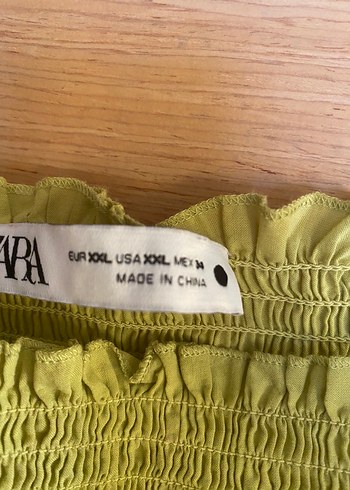 ZARA
EUR XXL USA XXL MEX 14
MADE IN CHINA